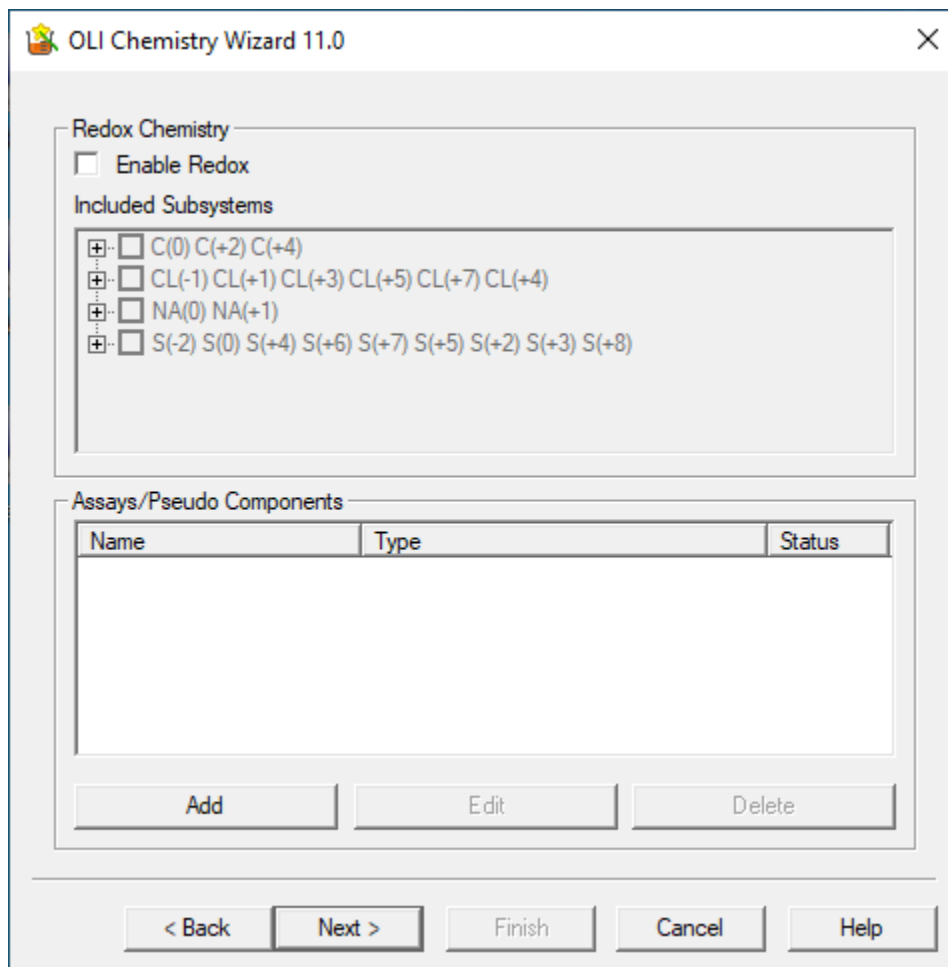 OLI Chemistry Wizard 11.0
Redox Chemistry
Enable Redox
Included Subsystems
C(0) C(+2) C(+4)
CL(-1) CL(+1) CL(+3) CL(+5) CL(+7) CL(+4)
NA(0) NA(+1)
S(-2) S(0) S(+4) S(+6) S(+7) S(+5) S(+2) S(+3) S(+8)
Assays/Pseudo Components
Name Type Status
Add Edit Delete
< Back Next > Finish Cancel Help